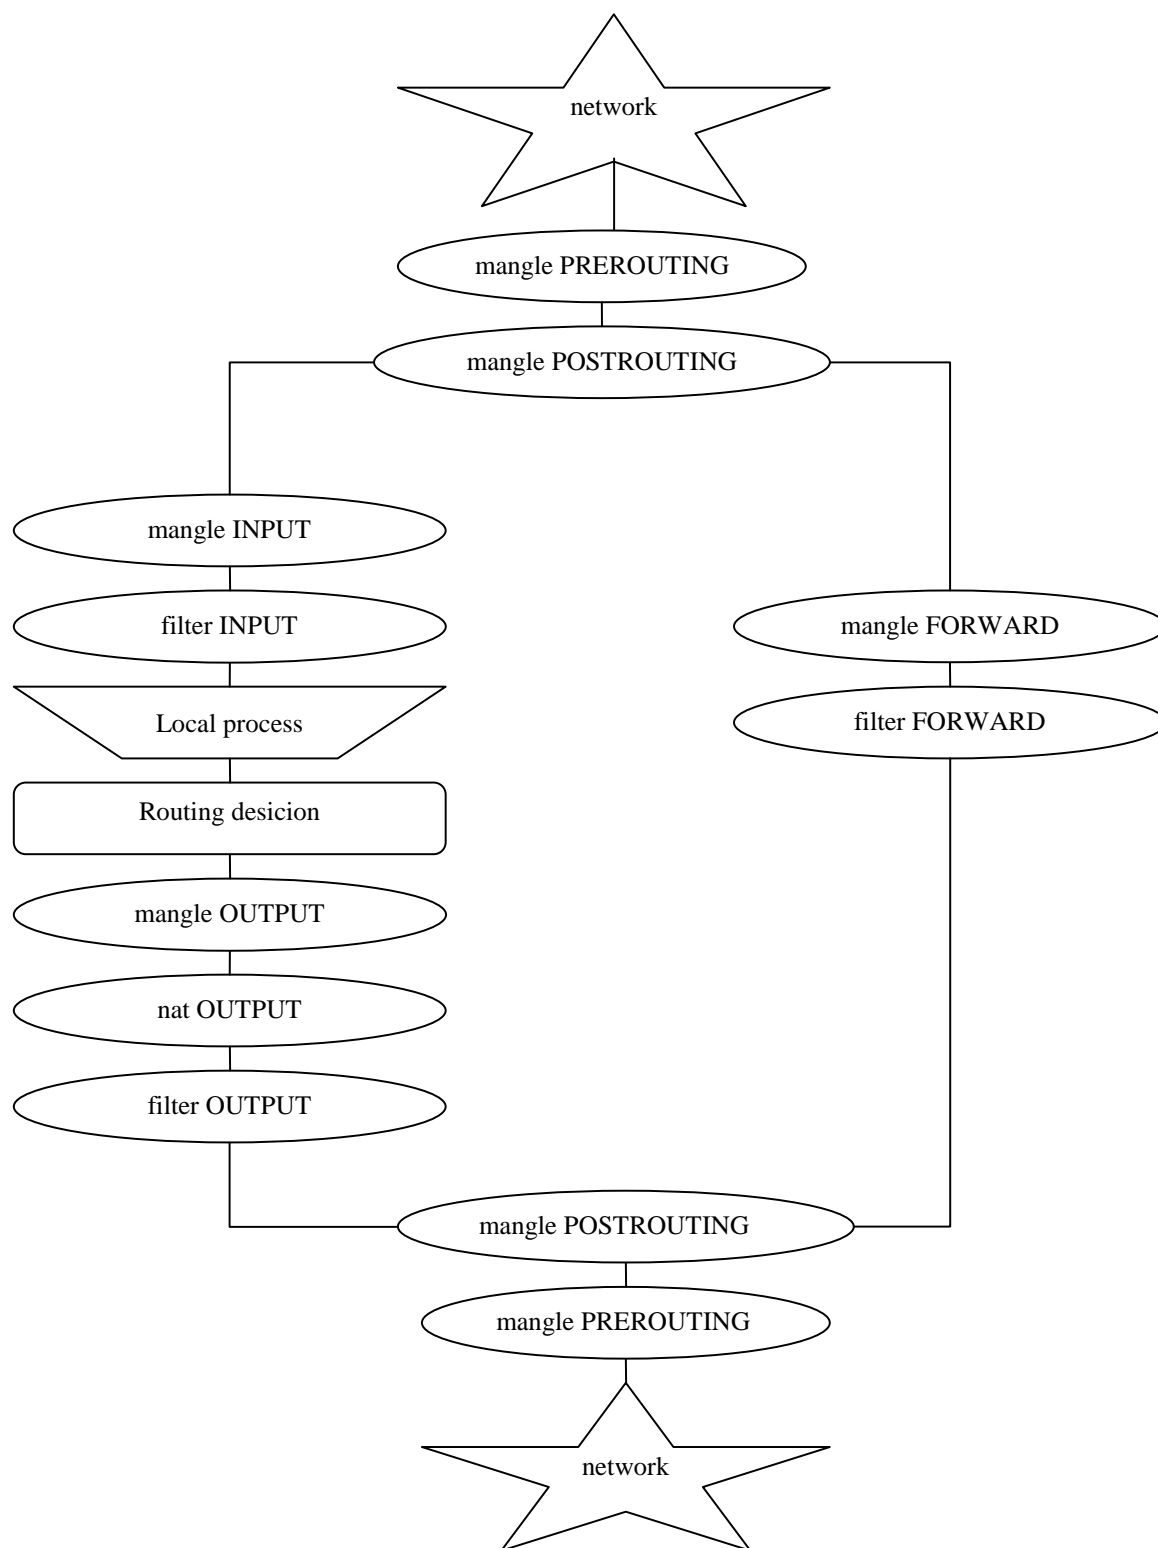 network
mangle PREROUTING
mangle POSTROUTING
mangle INPUT
filter INPUT
mangle FORWARD
Local process
filter FORWARD
Routing desicion
mangle OUTPUT
nat OUTPUT
filter OUTPUT
mangle POSTROUTING
mangle PREROUTING
network